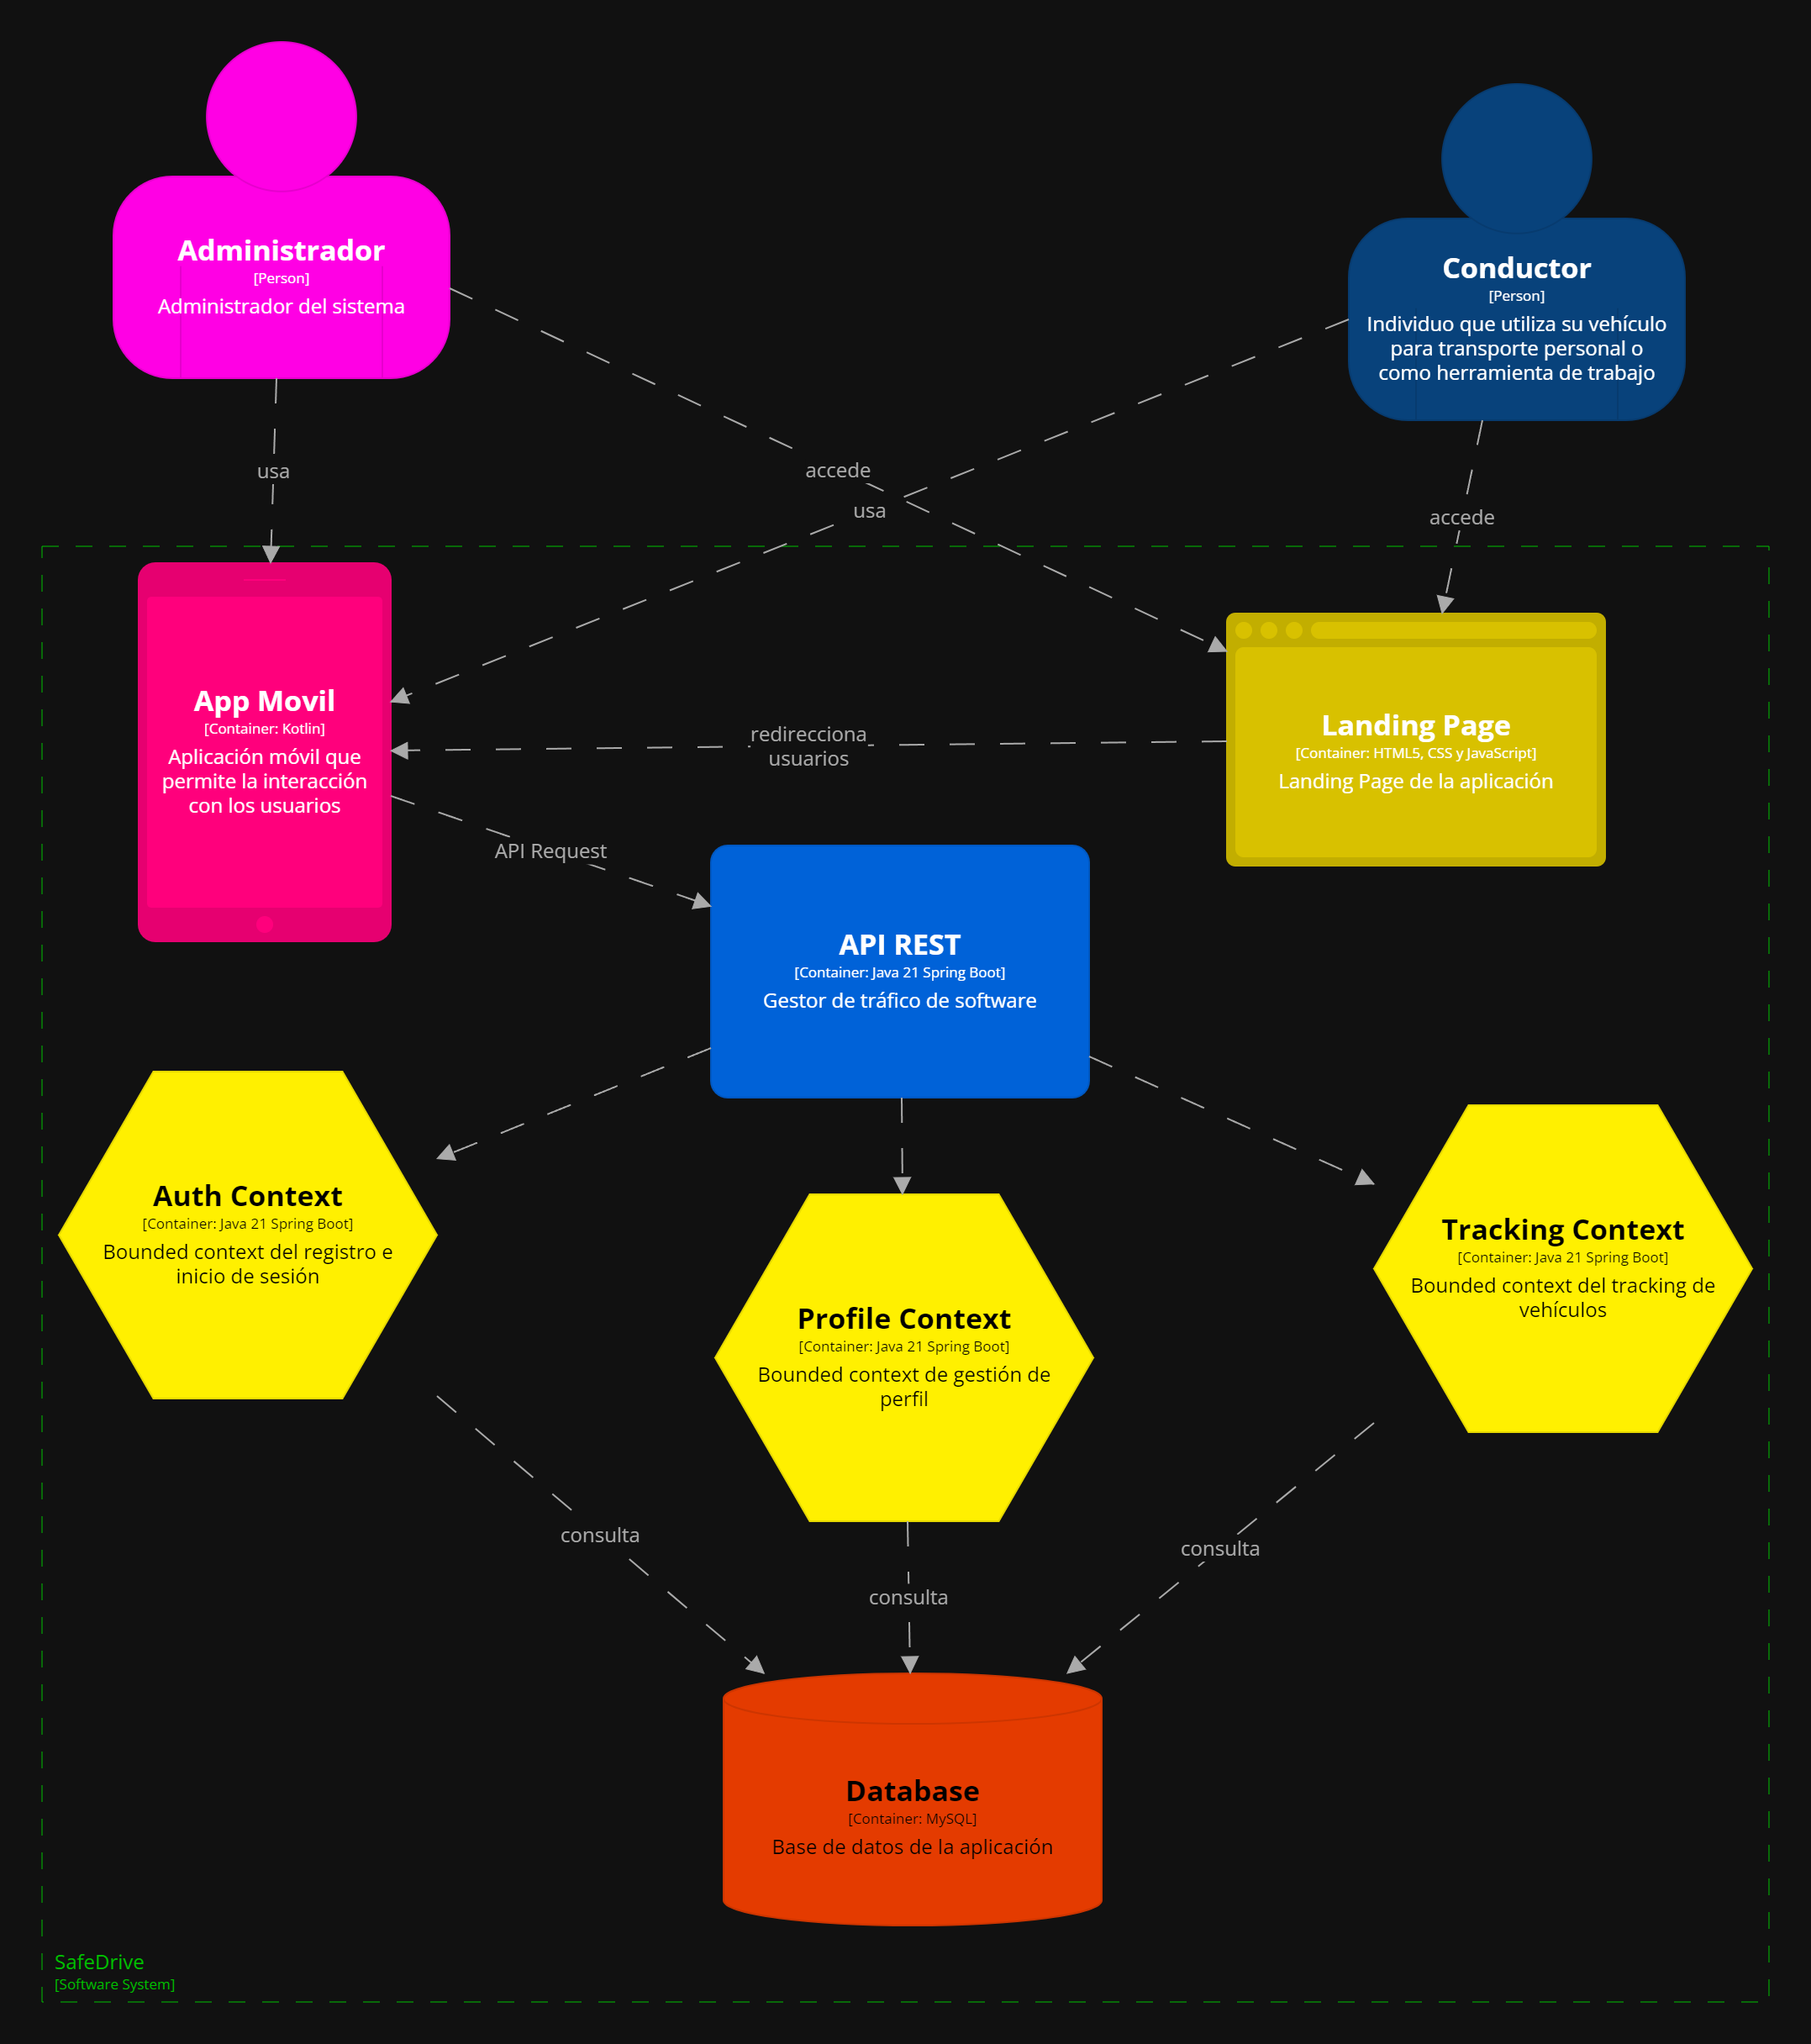 Administrador
[Person]
Administrador del sistema
Conductor
[Person]
Individuo que utiliza su vehículo
para transporte personal o
como herramienta de trabajo
usa
accede
usa
accede
App Movil
[Container: Kotlin]
Aplicación móvil que
permite la interacción
con los usuarios
redirecciona
usuarios
Landing Page
[Container: HTML5, CSS y JavaScript]
Landing Page de la aplicación
API Request
API REST
[Container: Java 21 Spring Boot]
Gestor de tráfico de software
Auth Context
[Container: Java 21 Spring Boot]
Bounded context del registro e
inicio de sesión
Profile Context
[Container: Java 21 Spring Boot]
Bounded context de gestión de
perfil
Tracking Context
[Container: Java 21 Spring Boot]
Bounded context del tracking de
vehículos
consulta
consulta
consulta
Database
[Container: MySQL]
Base de datos de la aplicación
SafeDrive
[Software System]